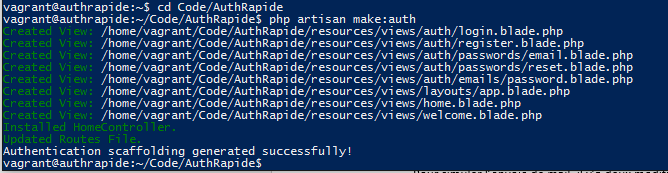 vagrant@authrapide:~$ cd Code/AuthRapide
vagrant@authrapide:~/Code/AuthRapide$ php artisan make:auth
Created View: /home/vagrant/Code/AuthRapide/resources/views/auth/login.blade.php
Created View: /home/vagrant/Code/AuthRapide/resources/views/auth/register.blade.php
Created View: /home/vagrant/Code/AuthRapide/resources/views/auth/passwords/email.blade.php
Created View: /home/vagrant/Code/AuthRapide/resources/views/auth/passwords/reset.blade.php
Created View: /home/vagrant/Code/AuthRapide/resources/views/auth/emails/password.blade.php
Created View: /home/vagrant/Code/AuthRapide/resources/views/layouts/app.blade.php
Created View: /home/vagrant/Code/AuthRapide/resources/views/home.blade.php
Created View: /home/vagrant/Code/AuthRapide/resources/views/welcome.blade.php
Installed HomeController.
Updated Routes File.
Authentication scaffolding generated successfully!
vagrant@authrapide:~/Code/AuthRapide$